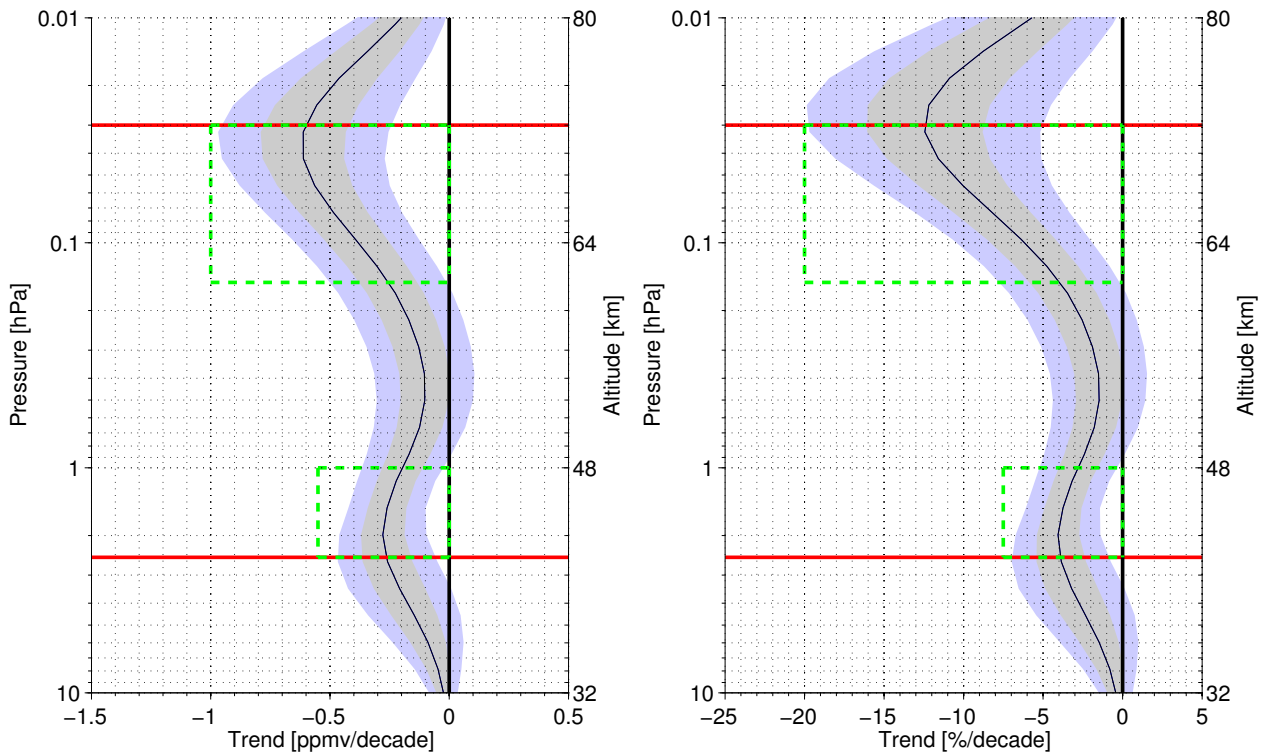 0.01
0.1
1
10
Pressure [hPa]
−1.5 −1 −0.5 0 0.5
Trend [ppmv/decade]
80
64
48
32
Altitude [km]
0.01
0.1
1
10
Pressure [hPa]
−25 −20 −15 −10 −5 0 5
Trend [%/decade]
80
64
48
32
Altitude [km]